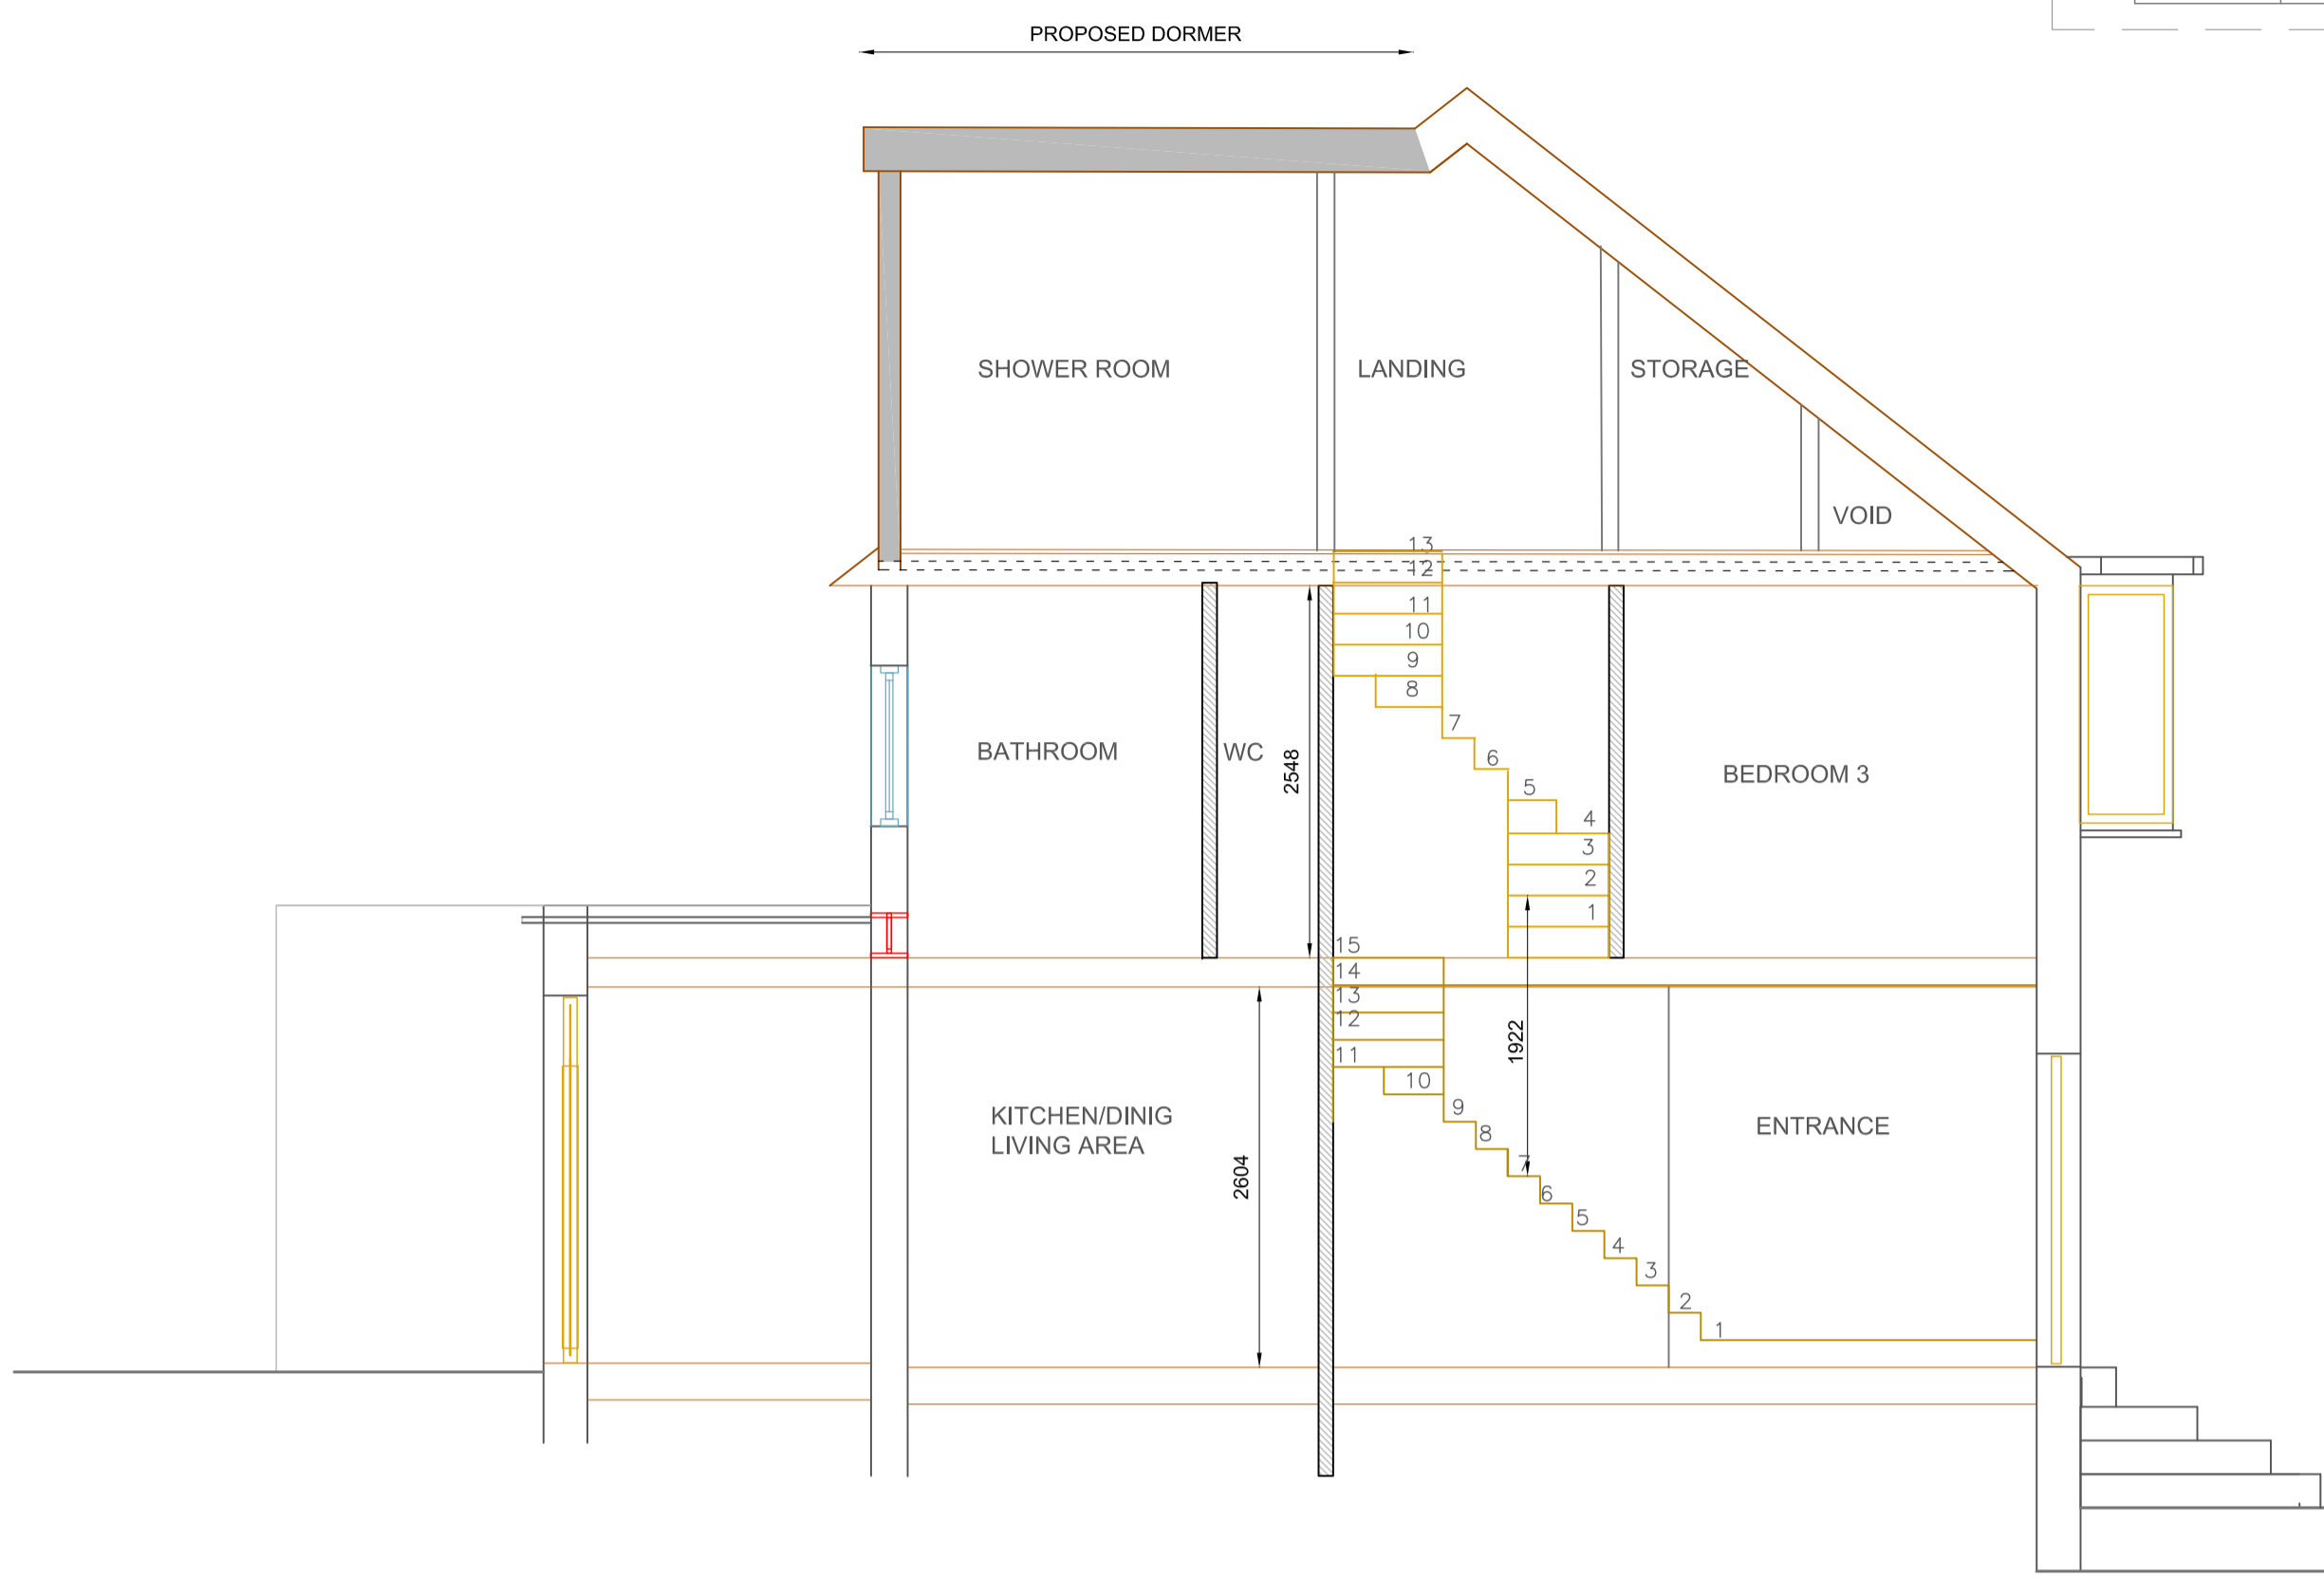 PROPOSED DORMER
SHOWER ROOM
LANDING
STORAGE
VOID
13
12
11
10
9
8
7
6
5
4
3
2
1
BATHROOM
WC
2548
BEDROOM 3
15
14
13
12
11
10
9
8
7
6
5
4
3
2
1
1922
KITCHEN/DINIG
LIVING AREA
2604
ENTRANCE